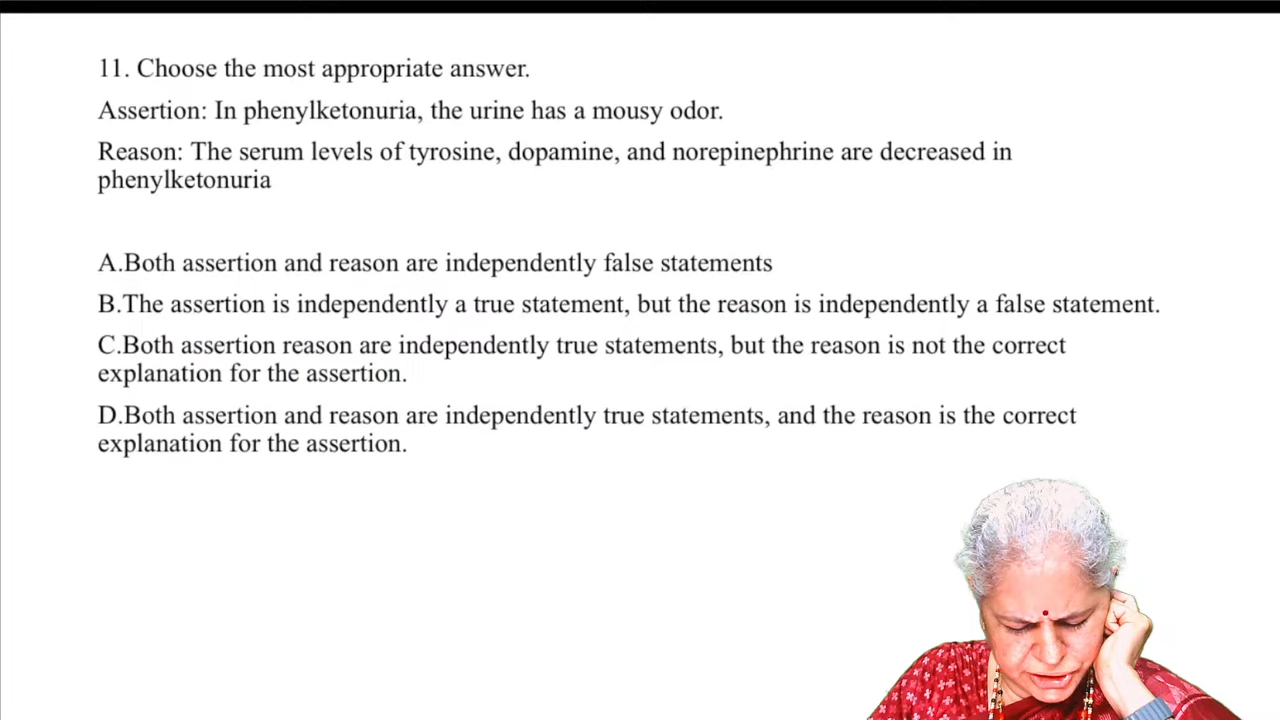 11. Choose the most appropriate answer.
Assertion: In phenylketonuria, the urine has a mousy odor.
Reason: The serum levels of tyrosine, dopamine, and norepinephrine are decreased in
phenylketonuria
A.Both assertion and reason are independently false statements
B.The assertion is independently a true statement, but the reason is independently a false statement.
C.Both assertion reason are independently true statements, but the reason is not the correct
explanation for the assertion.
D.Both assertion and reason are independently true statements, and the reason is the correct
explanation for the assertion.